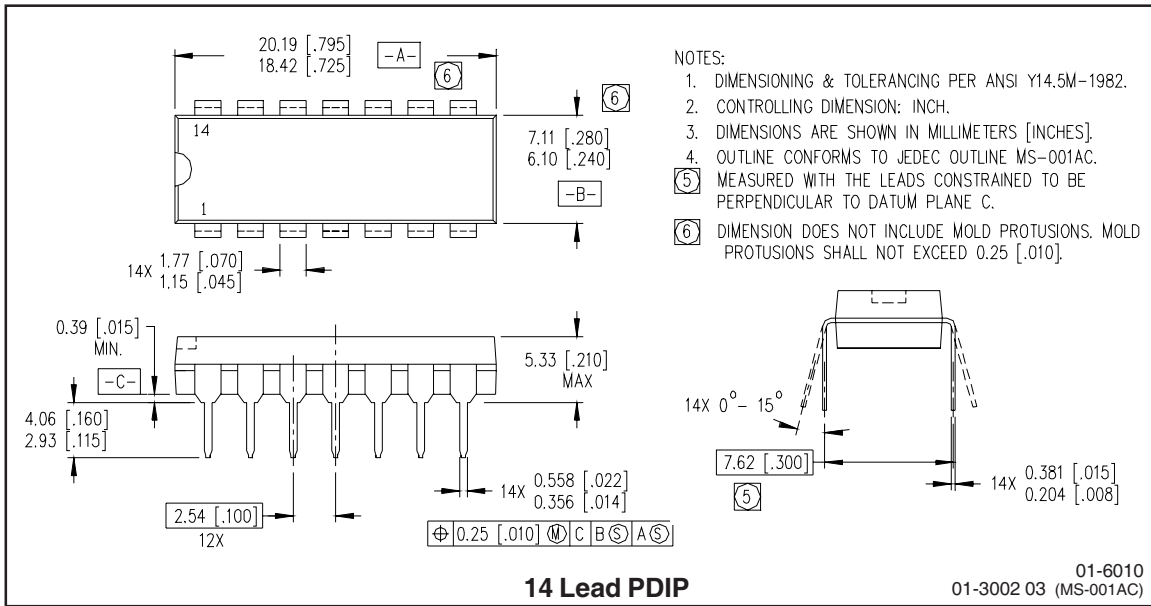 20.19 [.795]
18.42 [.725]
-A-
6
14
1
7.11 [.280]
6.10 [.240]
6
-B-
14X 1.77 [.070]
1.15 [.045]
NOTES:
1. DIMENSIONING & TOLERANCING PER ANSI Y14.5M-1982.
2. CONTROLLING DIMENSION: INCH.
3. DIMENSIONS ARE SHOWN IN MILLIMETERS [INCHES].
4. OUTLINE CONFORMS TO JEDEC OUTLINE MS-001AC.
5 MEASURED WITH THE LEADS CONSTRAINED TO BE
PERPENDICULAR TO DATUM PLANE C.
6 DIMENSION DOES NOT INCLUDE MOLD PROTUSIONS. MOLD
PROTUSIONS SHALL NOT EXCEED 0.25 [.010].
0.39 [.015]
MIN.
-C-
4.06 [.160]
2.93 [.115]
5.33 [.210]
MAX
2.54 [.100]
12X
14X 0.558 [.022]
0.356 [.014]
⌖ 0.25 [.010] Ⓜ C B Ⓢ A Ⓢ
14X 0°- 15°
7.62 [.300]
5
14X 0.381 [.015]
0.204 [.008]
14 Lead PDIP
01-6010
01-3002 03 (MS-001AC)